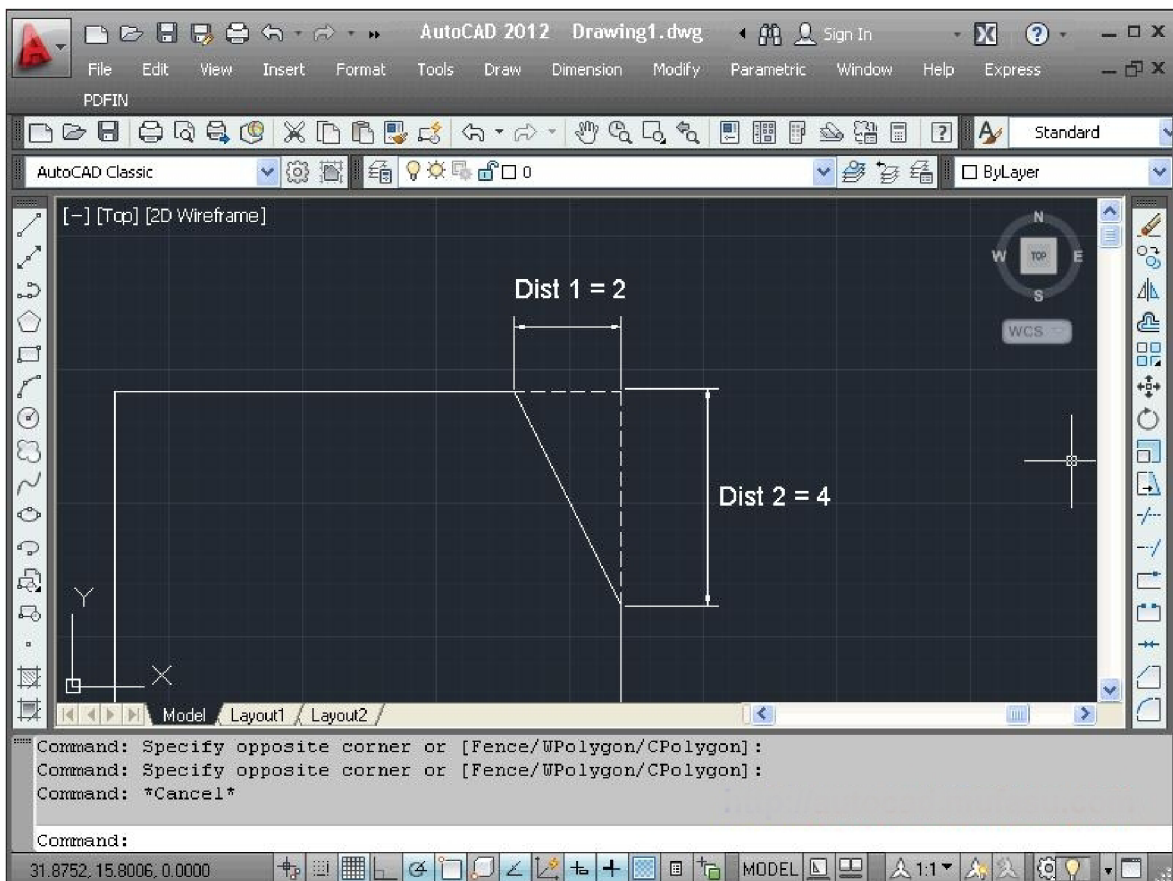 AutoCAD 2012 Drawing1.dwg Sign In
File Edit View Insert Format Tools Draw Dimension Modify Parametric Window Help Express
PDFIN
Standard
AutoCAD Classic 0 ByLayer
[-] [Top] [2D Wireframe]
N
W TOP E
S
WCS
Dist 1 = 2
Dist 2 = 4
Y
X
Model Layout1 Layout2
Command: Specify opposite corner or [Fence/WPolygon/CPolygon]:
Command: Specify opposite corner or [Fence/WPolygon/CPolygon]:
Command: *Cancel*
Command:
31.8752, 15.8006, 0.0000 MODEL 1:1